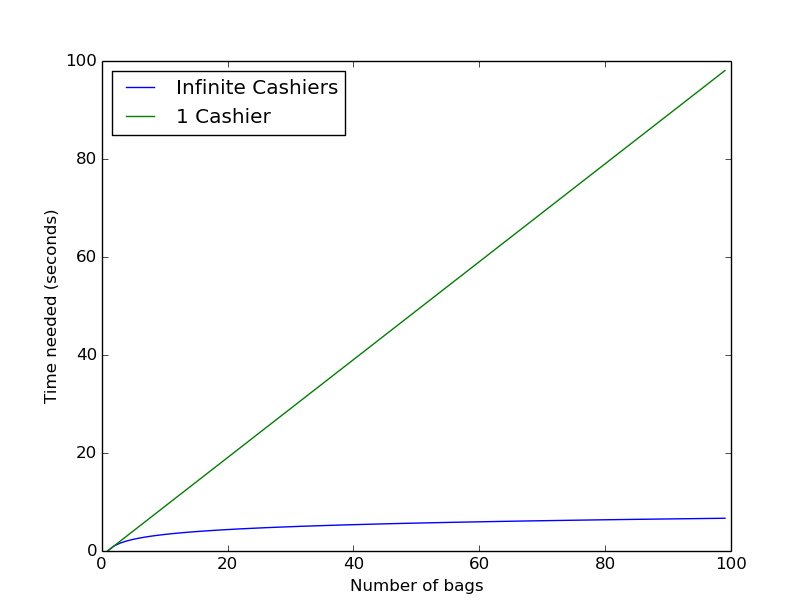 Infinite Cashiers
1 Cashier
100
80
60
40
20
0
Time needed (seconds)
0 20 40 60 80 100
Number of bags